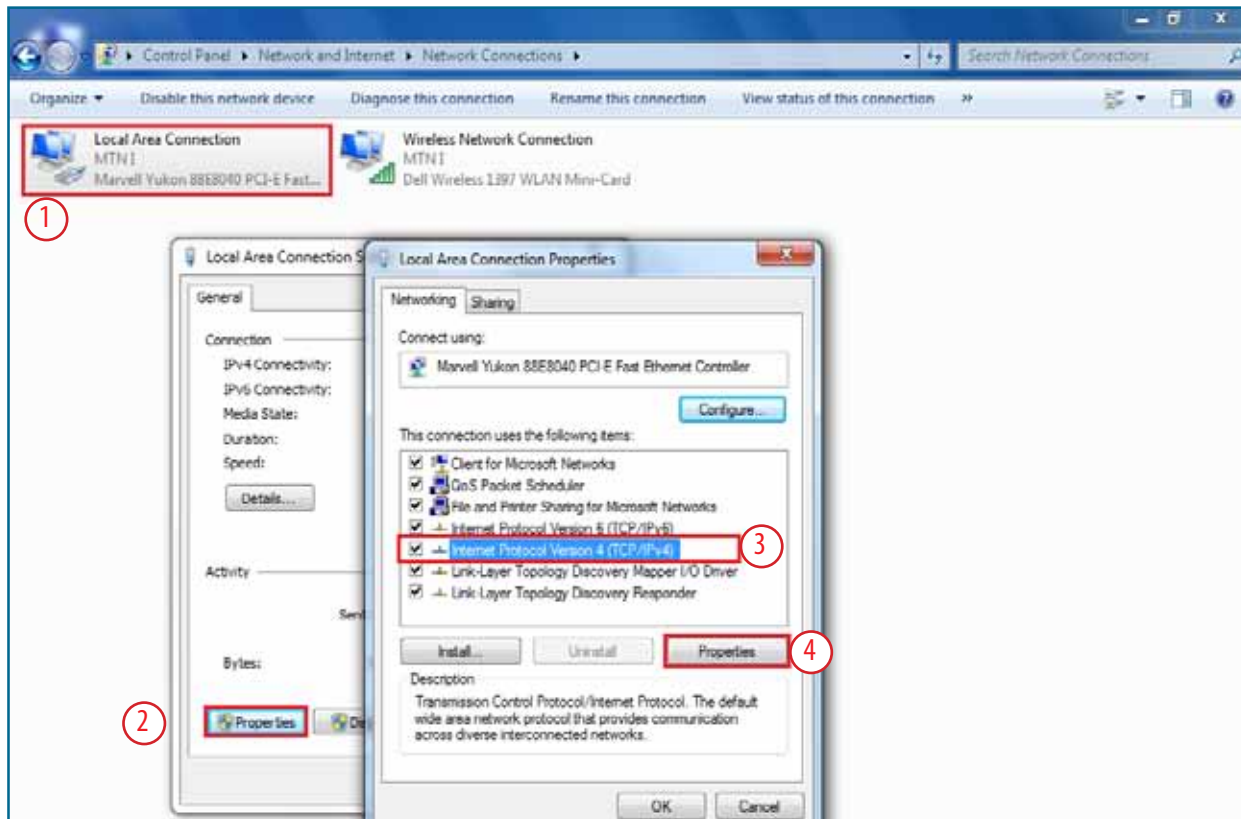 Control Panel ▸ Network and Internet ▸ Network Connections ▸
Search Network Connections
Organize ▾ Disable this network device Diagnose this connection Rename this connection View status of this connection »
Local Area Connection
MTN I
Marvell Yukon 88E8040 PCI-E Fast...
Wireless Network Connection
MTN I
Dell Wireless 1397 WLAN Mini-Card
1
Local Area Connection S
General
Connection
IPv4 Connectivity:
IPv6 Connectivity:
Media State:
Duration:
Speed:
Details...
Activity
Sent
Bytes:
2
Properties
Local Area Connection Properties
Networking
Sharing
Connect using:
Marvell Yukon 88E8040 PCI-E Fast Ethernet Controller
Configure...
This connection uses the following items:
Client for Microsoft Networks
QoS Packet Scheduler
File and Printer Sharing for Microsoft Networks
Internet Protocol Version 6 (TCP/IPv6)
Internet Protocol Version 4 (TCP/IPv4)
3
Link-Layer Topology Discovery Mapper I/O Driver
Link-Layer Topology Discovery Responder
Install...
Uninstall
Properties
4
Description
Transmission Control Protocol/Internet Protocol. The default
wide area network protocol that provides communication
across diverse interconnected networks.
OK
Cancel